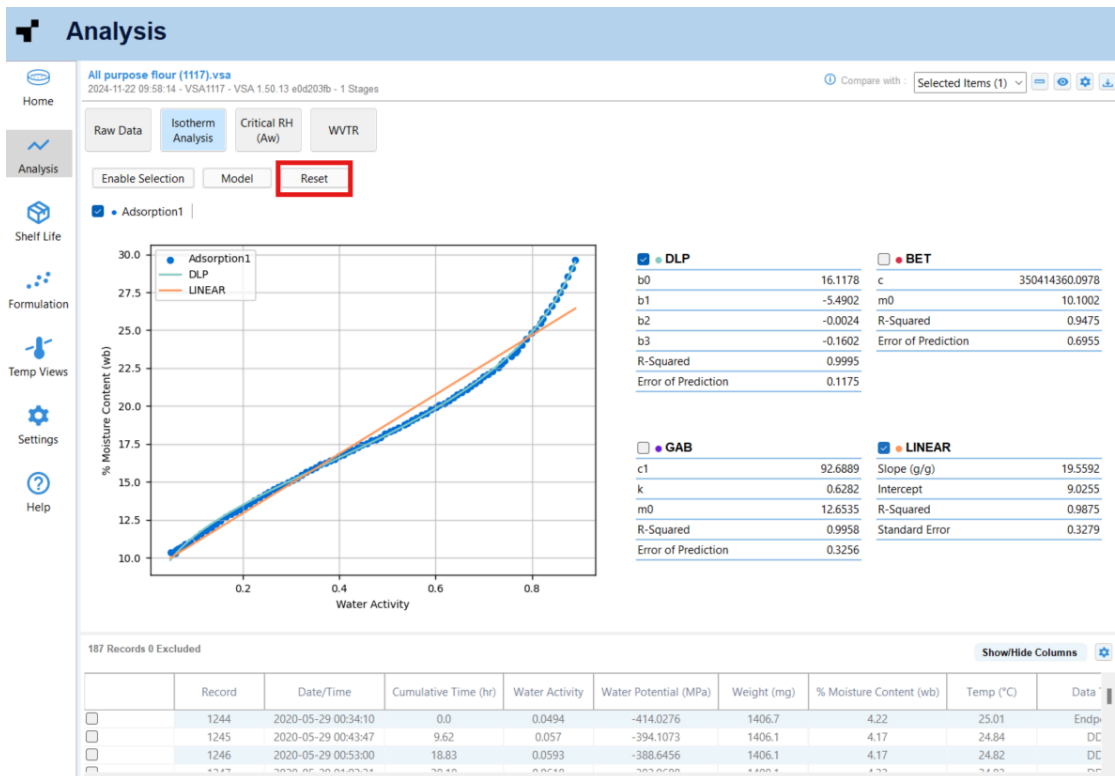 Analysis
Home
Analysis
Shelf Life
Formulation
Temp Views
Settings
Help
All purpose flour (1117).vsa
2024-11-22 09:58:14 - VSA1117 - VSA 1.50.13 e0d203fb - 1 Stages
Compare with :
Selected Items (1)
Raw Data
Isotherm
Analysis
Critical RH
(Aw)
WVTR
Enable Selection
Model
Reset
Adsorption1
Adsorption1
DLP
LINEAR
30.0
27.5
25.0
22.5
20.0
17.5
15.0
12.5
10.0
% Moisture Content (wb)
0.2 0.4 0.6 0.8
Water Activity
DLP
b0 16.1178
b1 -5.4902
b2 -0.0024
b3 -0.1602
R-Squared 0.9995
Error of Prediction 0.1175
BET
c 350414360.0978
m0 10.1002
R-Squared 0.9475
Error of Prediction 0.6955
GAB
c1 92.6889
k 0.6282
m0 12.6535
R-Squared 0.9958
Error of Prediction 0.3256
LINEAR
Slope (g/g) 19.5592
Intercept 9.0255
R-Squared 0.9875
Standard Error 0.3279
187 Records 0 Excluded
Show/Hide Columns
Record Date/Time Cumulative Time (hr) Water Activity Water Potential (MPa) Weight (mg) % Moisture Content (wb) Temp (°C) Data
1244 2020-05-29 00:34:10 0.0 0.0494 -414.0276 1406.7 4.22 25.01 Endp
1245 2020-05-29 00:43:47 9.62 0.057 -394.1073 1406.1 4.17 24.84
1246 2020-05-29 00:53:00 18.83 0.0593 -388.6456 1406.1 4.17 24.82